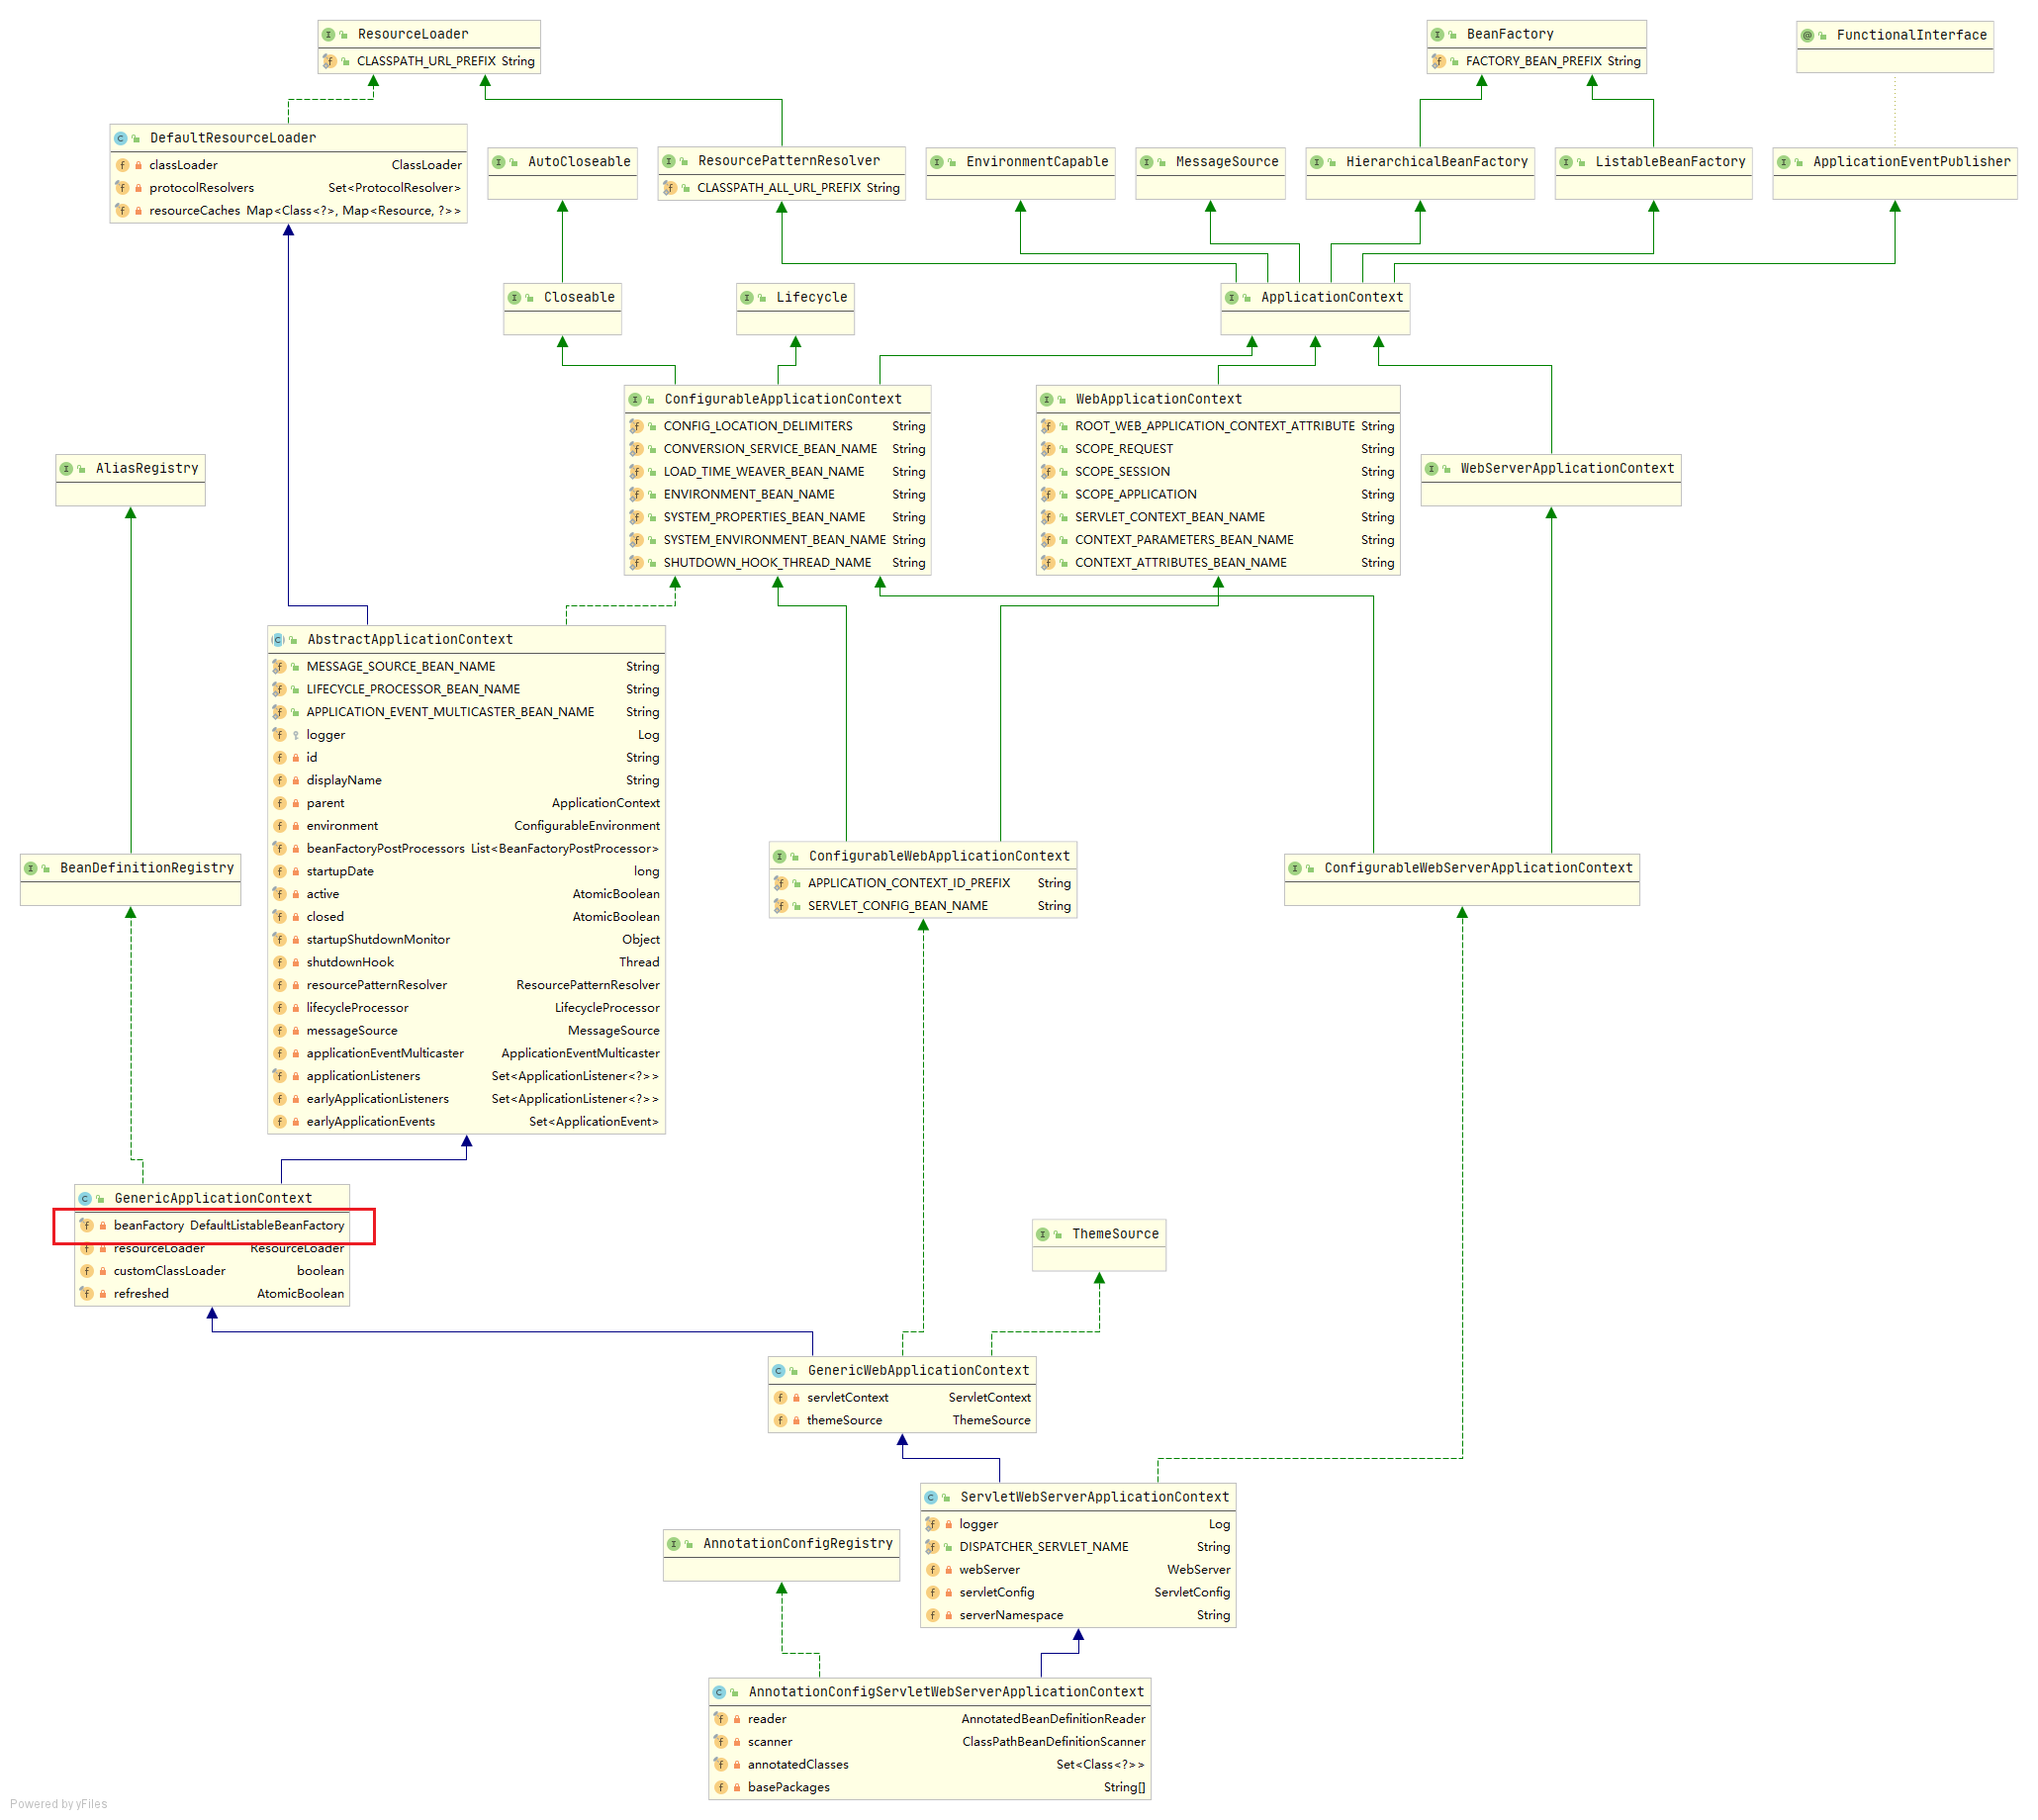 ResourceLoader
CLASSPATH_URL_PREFIX String
BeanFactory
FACTORY_BEAN_PREFIX String
FunctionalInterface
DefaultResourceLoader
classLoader ClassLoader
protocolResolvers Set<ProtocolResolver>
resourceCaches Map<Class<?>, Map<Resource, ?>>
AutoCloseable
ResourcePatternResolver
CLASSPATH_ALL_URL_PREFIX String
EnvironmentCapable
MessageSource
HierarchicalBeanFactory
ListableBeanFactory
ApplicationEventPublisher
Closeable
Lifecycle
ApplicationContext
ConfigurableApplicationContext
CONFIG_LOCATION_DELIMITERS String
CONVERSION_SERVICE_BEAN_NAME String
LOAD_TIME_WEAVER_BEAN_NAME String
ENVIRONMENT_BEAN_NAME String
SYSTEM_PROPERTIES_BEAN_NAME String
SYSTEM_ENVIRONMENT_BEAN_NAME String
SHUTDOWN_HOOK_THREAD_NAME String
WebApplicationContext
ROOT_WEB_APPLICATION_CONTEXT_ATTRIBUTE String
SCOPE_REQUEST String
SCOPE_SESSION String
SCOPE_APPLICATION String
SERVLET_CONTEXT_BEAN_NAME String
CONTEXT_PARAMETERS_BEAN_NAME String
CONTEXT_ATTRIBUTES_BEAN_NAME String
WebServerApplicationContext
AliasRegistry
AbstractApplicationContext
MESSAGE_SOURCE_BEAN_NAME String
LIFECYCLE_PROCESSOR_BEAN_NAME String
APPLICATION_EVENT_MULTICASTER_BEAN_NAME String
logger Log
id String
displayName String
parent ApplicationContext
environment ConfigurableEnvironment
beanFactoryPostProcessors List<BeanFactoryPostProcessor>
startupDate long
active AtomicBoolean
closed AtomicBoolean
startupShutdownMonitor Object
shutdownHook Thread
resourcePatternResolver ResourcePatternResolver
lifecycleProcessor LifecycleProcessor
messageSource MessageSource
applicationEventMulticaster ApplicationEventMulticaster
applicationListeners Set<ApplicationListener<?>>
earlyApplicationListeners Set<ApplicationListener<?>>
earlyApplicationEvents Set<ApplicationEvent>
BeanDefinitionRegistry
ConfigurableWebApplicationContext
APPLICATION_CONTEXT_ID_PREFIX String
SERVLET_CONFIG_BEAN_NAME String
ConfigurableWebServerApplicationContext
GenericApplicationContext
beanFactory DefaultListableBeanFactory
resourceLoader ResourceLoader
customClassLoader boolean
refreshed AtomicBoolean
ThemeSource
GenericWebApplicationContext
servletContext ServletContext
themeSource ThemeSource
ServletWebServerApplicationContext
logger Log
DISPATCHER_SERVLET_NAME String
webServer WebServer
servletConfig ServletConfig
serverNamespace String
AnnotationConfigRegistry
AnnotationConfigServletWebServerApplicationContext
reader AnnotatedBeanDefinitionReader
scanner ClassPathBeanDefinitionScanner
annotatedClasses Set<Class<?>>
basePackages String[]
Powered by yFiles